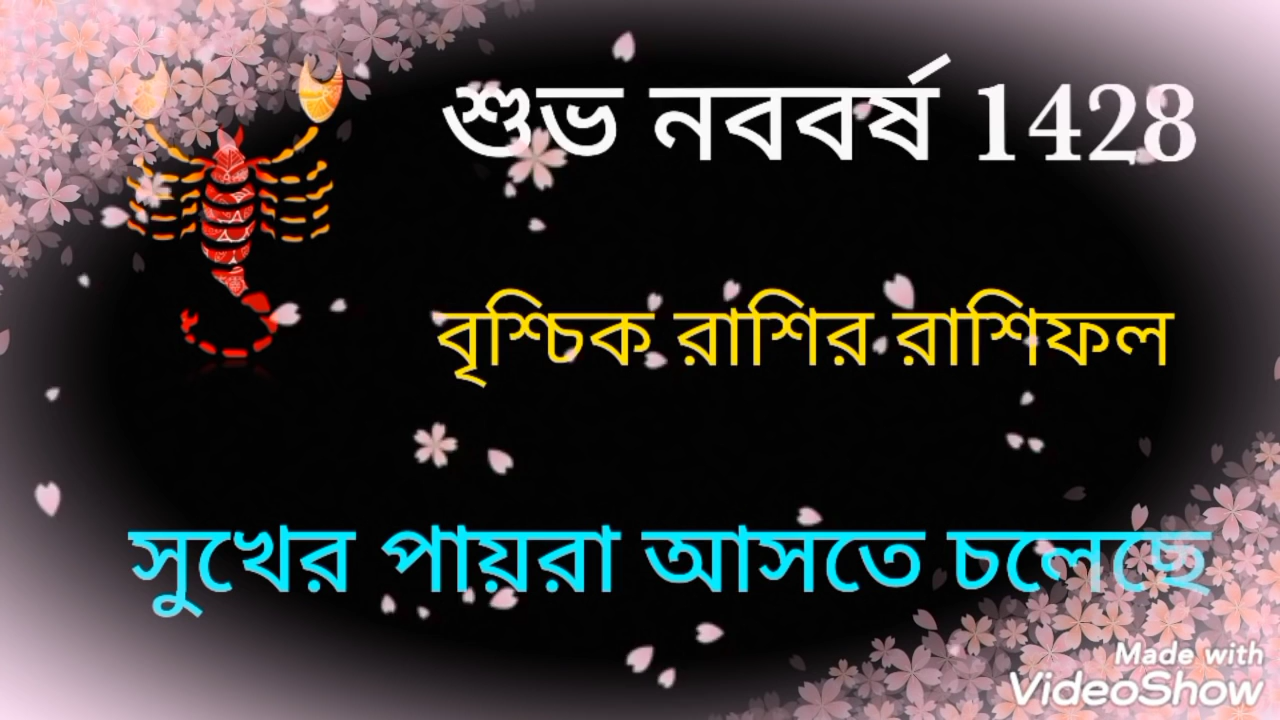 শুভ নববর্ষ 1428
বৃশ্চিক রাশির রাশিফল
সুখের পায়রা আসতে চলেছে
Made with
VideoShow